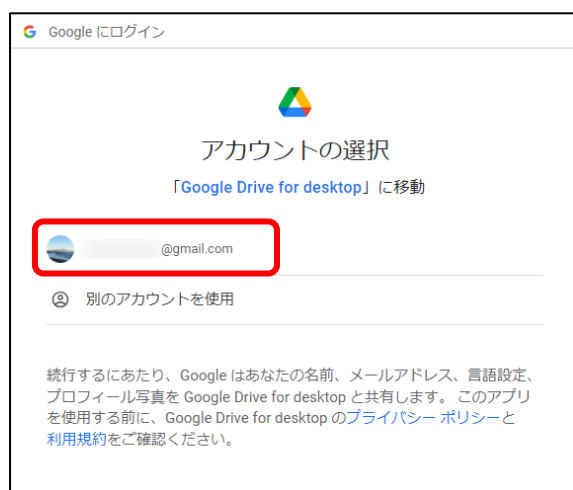 Google にログイン
アカウントの選択
「Google Drive for desktop」に移動
@gmail.com
別のアカウントを使用
続行するにあたり、Google はあなたの名前、メールアドレス、言語設定、
プロフィール写真を Google Drive for desktop と共有します。このアプリ
を使用する前に、Google Drive for desktop のプライバシー ポリシーと
利用規約をご確認ください。